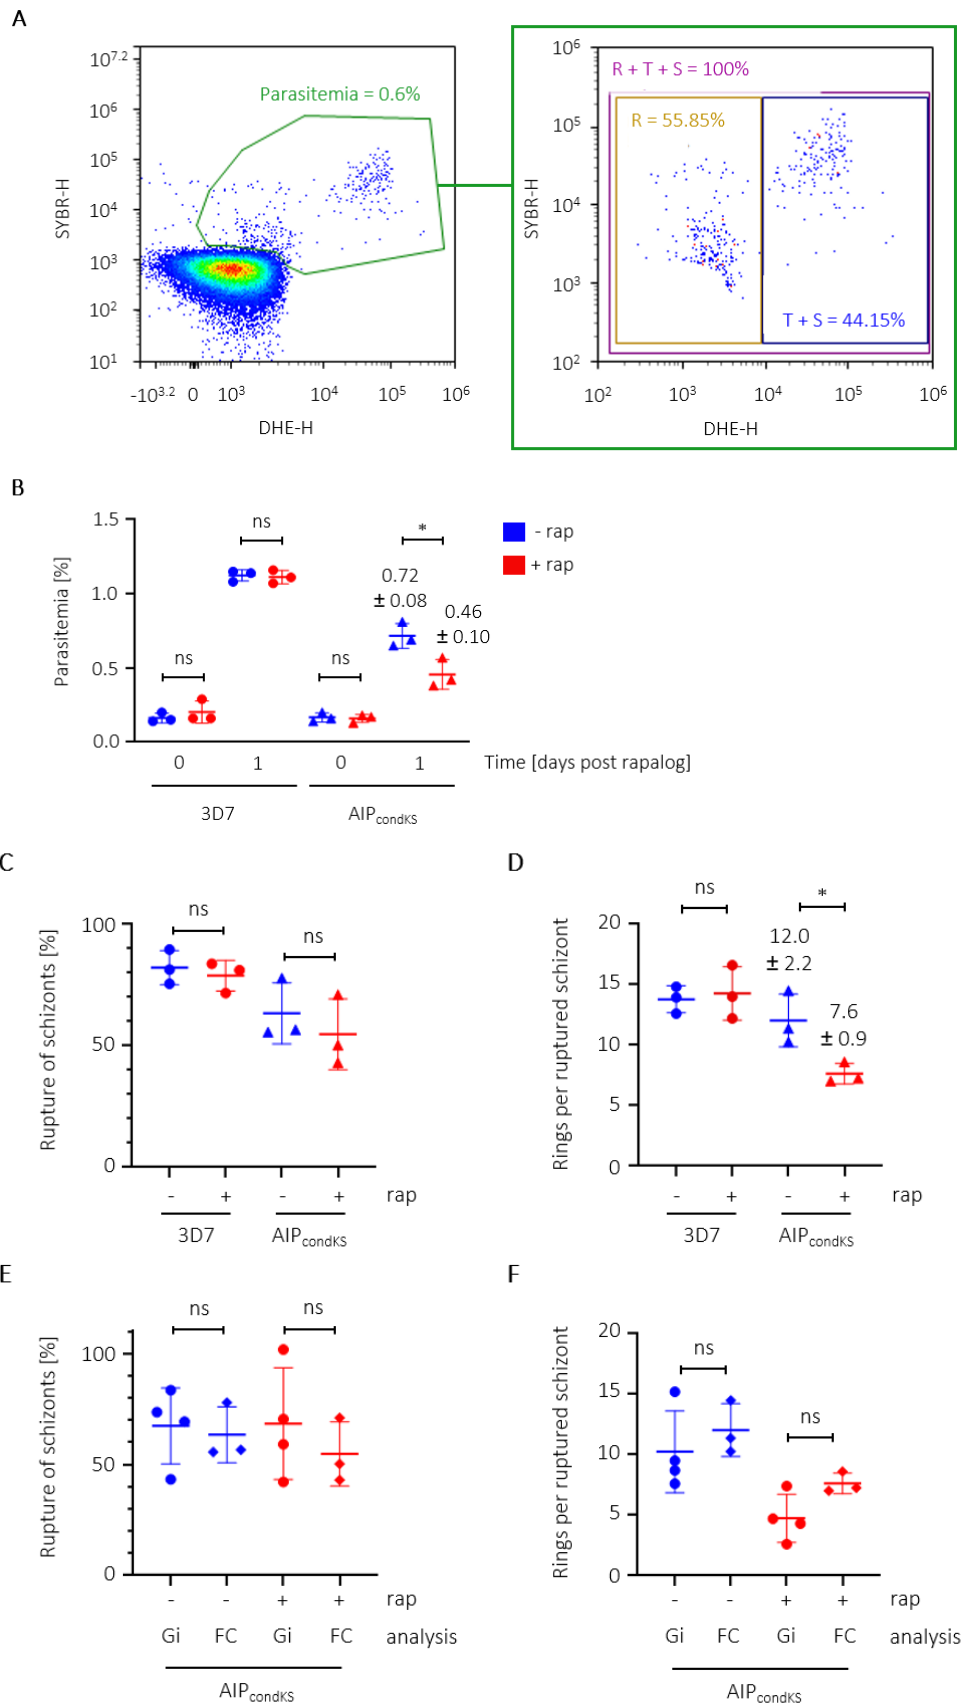 A
10^7.2
10^6
10^5
10^4
10^3
10^2
10^1
SYBR-H
Parasitemia = 0.6%
-10^3.2 0 10^3 10^4 10^5 10^6
DHE-H
10^6
10^5
10^4
10^3
10^2
SYBR-H
R + T + S = 100%
R = 55.85%
T + S = 44.15%
10^2 10^3 10^4 10^5 10^6
DHE-H
B
1.5
1.0
0.5
0.0
Parasitemia [%]
ns
ns
ns
*
0.72
± 0.08
0.46
± 0.10
- rap
+ rap
0 1 0 1 Time [days post rapalog]
3D7 AIPcondKS
C
100
50
0
Rupture of schizonts [%]
ns
ns
- + - + rap
3D7 AIPcondKS
D
20
15
10
5
0
Rings per ruptured schizont
ns
*
12.0
± 2.2
7.6
± 0.9
- + - + rap
3D7 AIPcondKS
E
100
50
0
Rupture of schizonts [%]
ns
ns
- - + + rap
Gi FC Gi FC analysis
AIPcondKS
F
20
15
10
5
0
Rings per ruptured schizont
ns
ns
- - + + rap
Gi FC Gi FC analysis
AIPcondKS